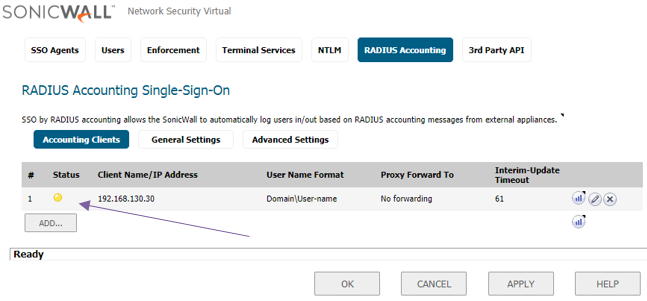 SONICWALL Network Security Virtual
SSO Agents Users Enforcement Terminal Services NTLM RADIUS Accounting 3rd Party API
RADIUS Accounting Single-Sign-On
SSO by RADIUS accounting allows the SonicWall to automatically log users in/out based on RADIUS accounting messages from external appliances.
Accounting Clients General Settings Advanced Settings
# Status Client Name/IP Address User Name Format Proxy Forward To Interim-Update Timeout
1 192.168.130.30 Domain\User-name No forwarding 61
ADD...
Ready
OK CANCEL APPLY HELP